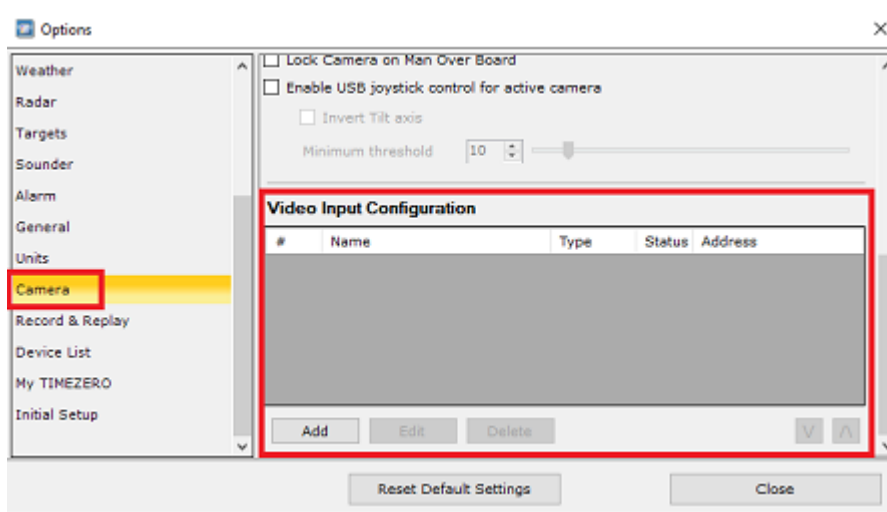 Options
Weather
Radar
Targets
Sounder
Alarm
General
Units
Camera
Record & Replay
Device List
My TIMEZERO
Initial Setup
Lock Camera on Man Over Board
Enable USB joystick control for active camera
Invert Tilt axis
Minimum threshold 10
Video Input Configuration
# Name Type Status Address
Add Edit Delete
Reset Default Settings Close